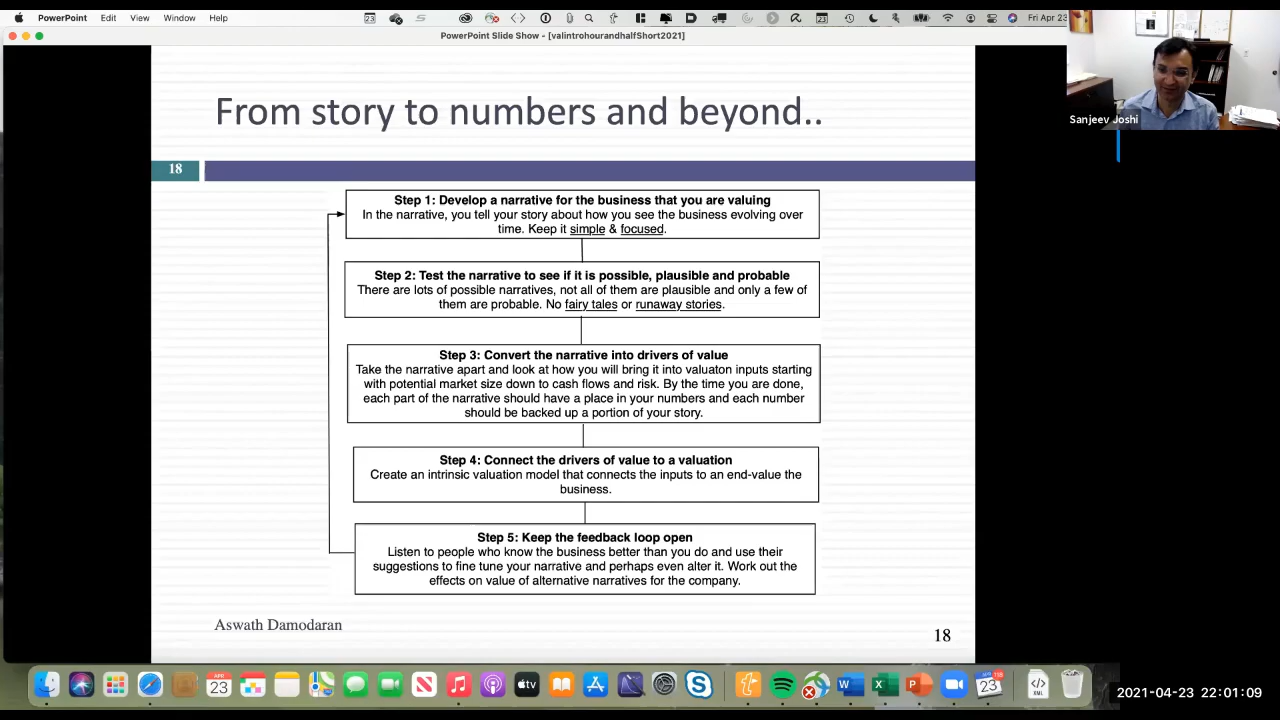 PowerPoint Edit View Window Help Fri Apr 23
PowerPoint Slide Show - [valintrohourandhalfShort2021]
Sanjeev Joshi
From story to numbers and beyond..
18
Step 1: Develop a narrative for the business that you are valuing
In the narrative, you tell your story about how you see the business evolving over
time. Keep it simple & focused.
Step 2: Test the narrative to see if it is possible, plausible and probable
There are lots of possible narratives, not all of them are plausible and only a few of
them are probable. No fairy tales or runaway stories.
Step 3: Convert the narrative into drivers of value
Take the narrative apart and look at how you will bring it into valuaton inputs starting
with potential market size down to cash flows and risk. By the time you are done,
each part of the narrative should have a place in your numbers and each number
should be backed up a portion of your story.
Step 4: Connect the drivers of value to a valuation
Create an intrinsic valuation model that connects the inputs to an end-value the
business.
Step 5: Keep the feedback loop open
Listen to people who know the business better than you do and use their
suggestions to fine tune your narrative and perhaps even alter it. Work out the
effects on value of alternative narratives for the company.
Aswath Damodaran
18
APR
23
tv
W
X
P
23
XML
2021-04-23 22:01:09